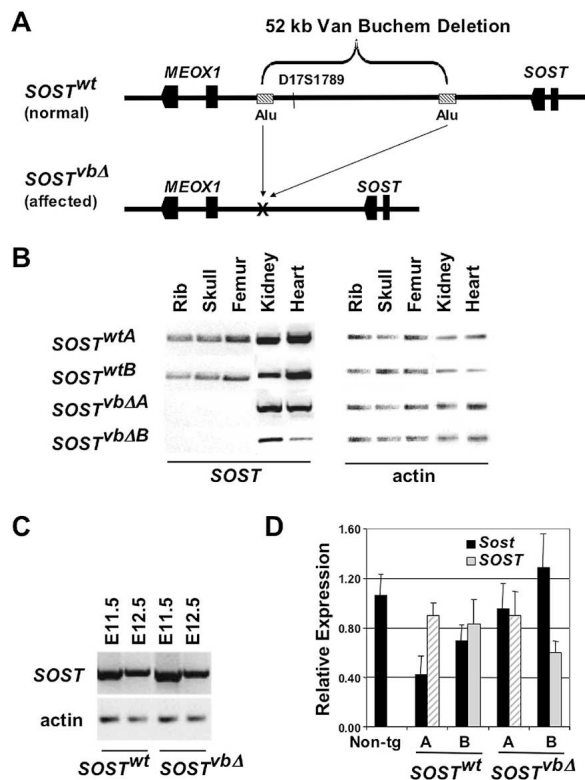 A
52 kb Van Buchem Deletion
SOSTwt
(normal)
MEOX1
D17S1789
SOST
Alu
Alu
SOSTvbΔ
(affected)
MEOX1
X
SOST
B
Rib
Skull
Femur
Kidney
Heart
Rib
Skull
Femur
Kidney
Heart
SOSTwtA
SOSTwtB
SOSTvbΔA
SOSTvbΔB
SOST
actin
C
E11.5
E12.5
E11.5
E12.5
SOST
actin
SOSTwt
SOSTvbΔ
D
Relative Expression
1.60
1.20
0.80
0.40
0.00
Sost
SOST
Non-tg
A
B
A
B
SOSTwt
SOSTvbΔ